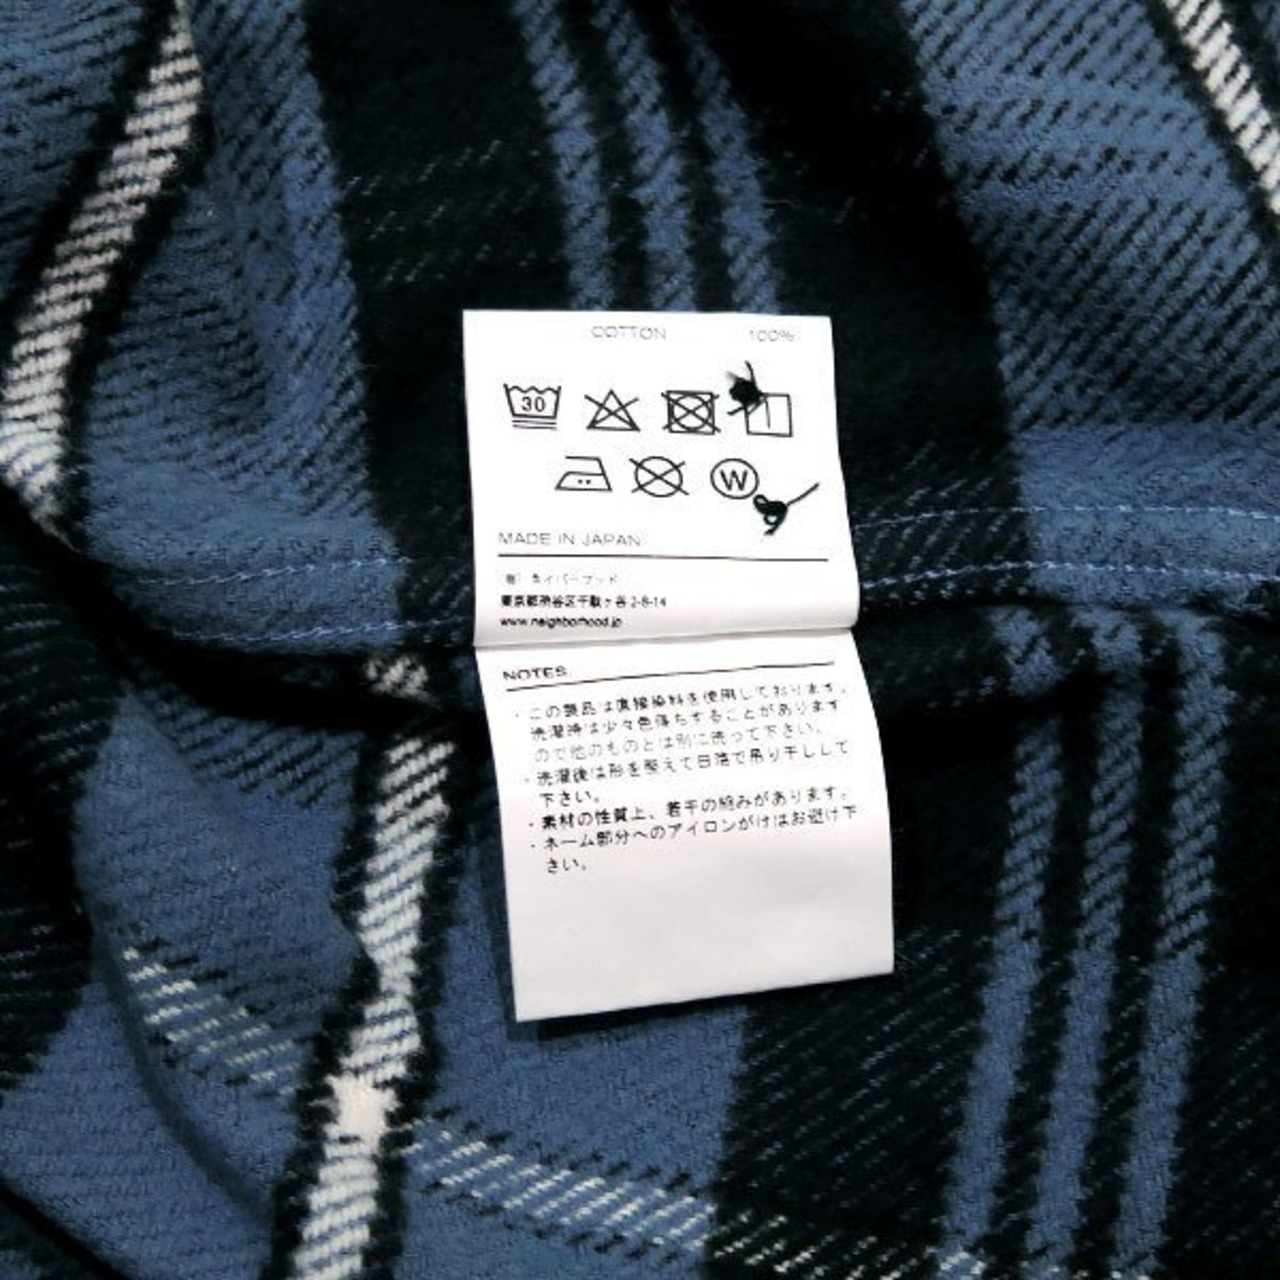 COTTON 100%
30
W
MADE IN JAPAN
(有) ネイバーフッド
東京都渋谷区千駄ヶ谷 2-8-14
www.neighborhood.jp
NOTES.
・この製品は直接染料を使用しております。
洗濯時は少々色落ちすることがあります
ので他のものとは別に洗って下さい。
・洗濯後は形を整えて日陰で吊り干しして
下さい。
・素材の性質上、若干の縮みがあります。
・ネーム部分へのアイロンがけはお避け下
さい。